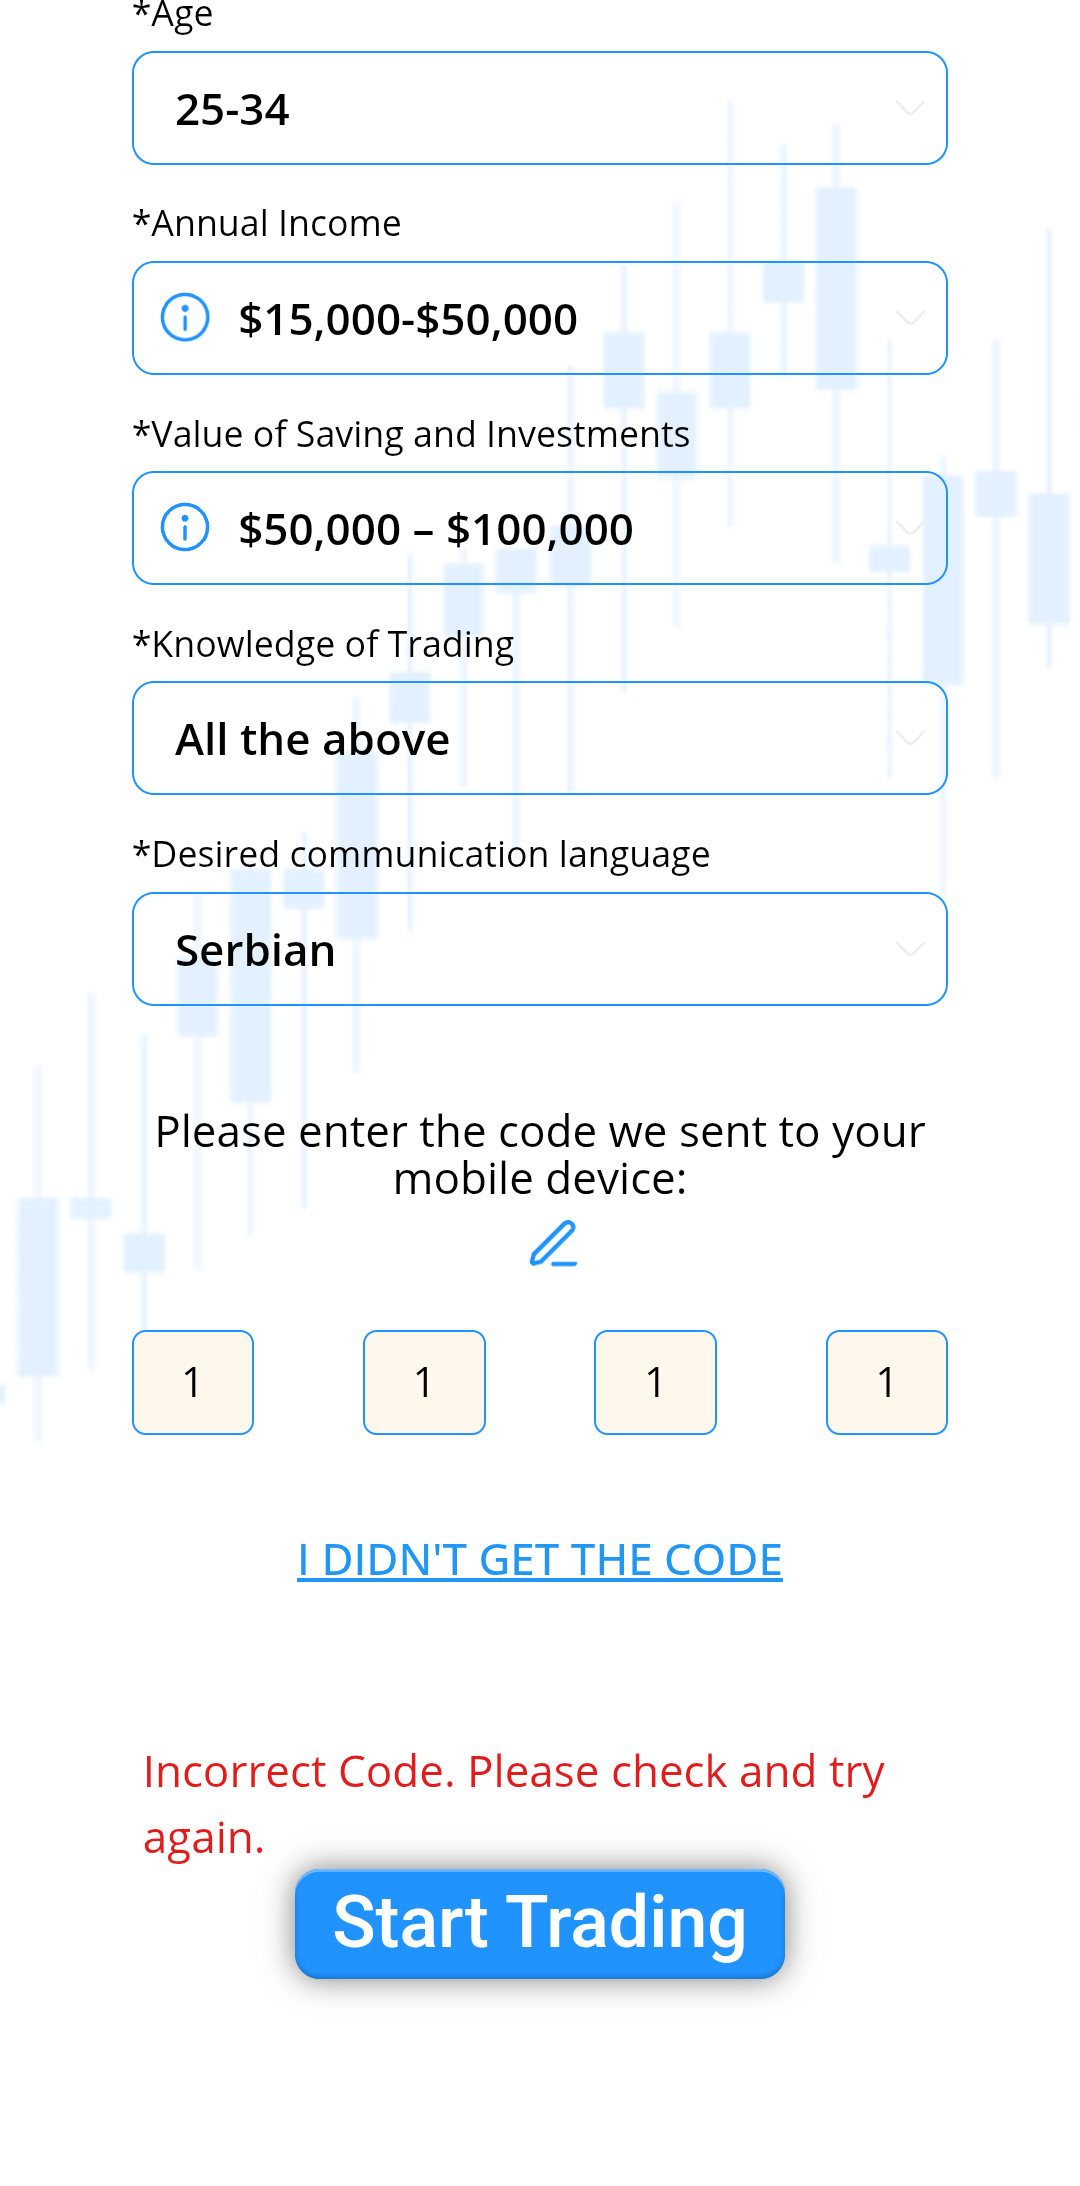 *Age
25-34
*Annual Income
$15,000-$50,000
*Value of Saving and Investments
$50,000 – $100,000
*Knowledge of Trading
All the above
*Desired communication language
Serbian
Please enter the code we sent to your
mobile device:
1 1 1 1
I DIDN'T GET THE CODE
Incorrect Code. Please check and try
again.
Start Trading